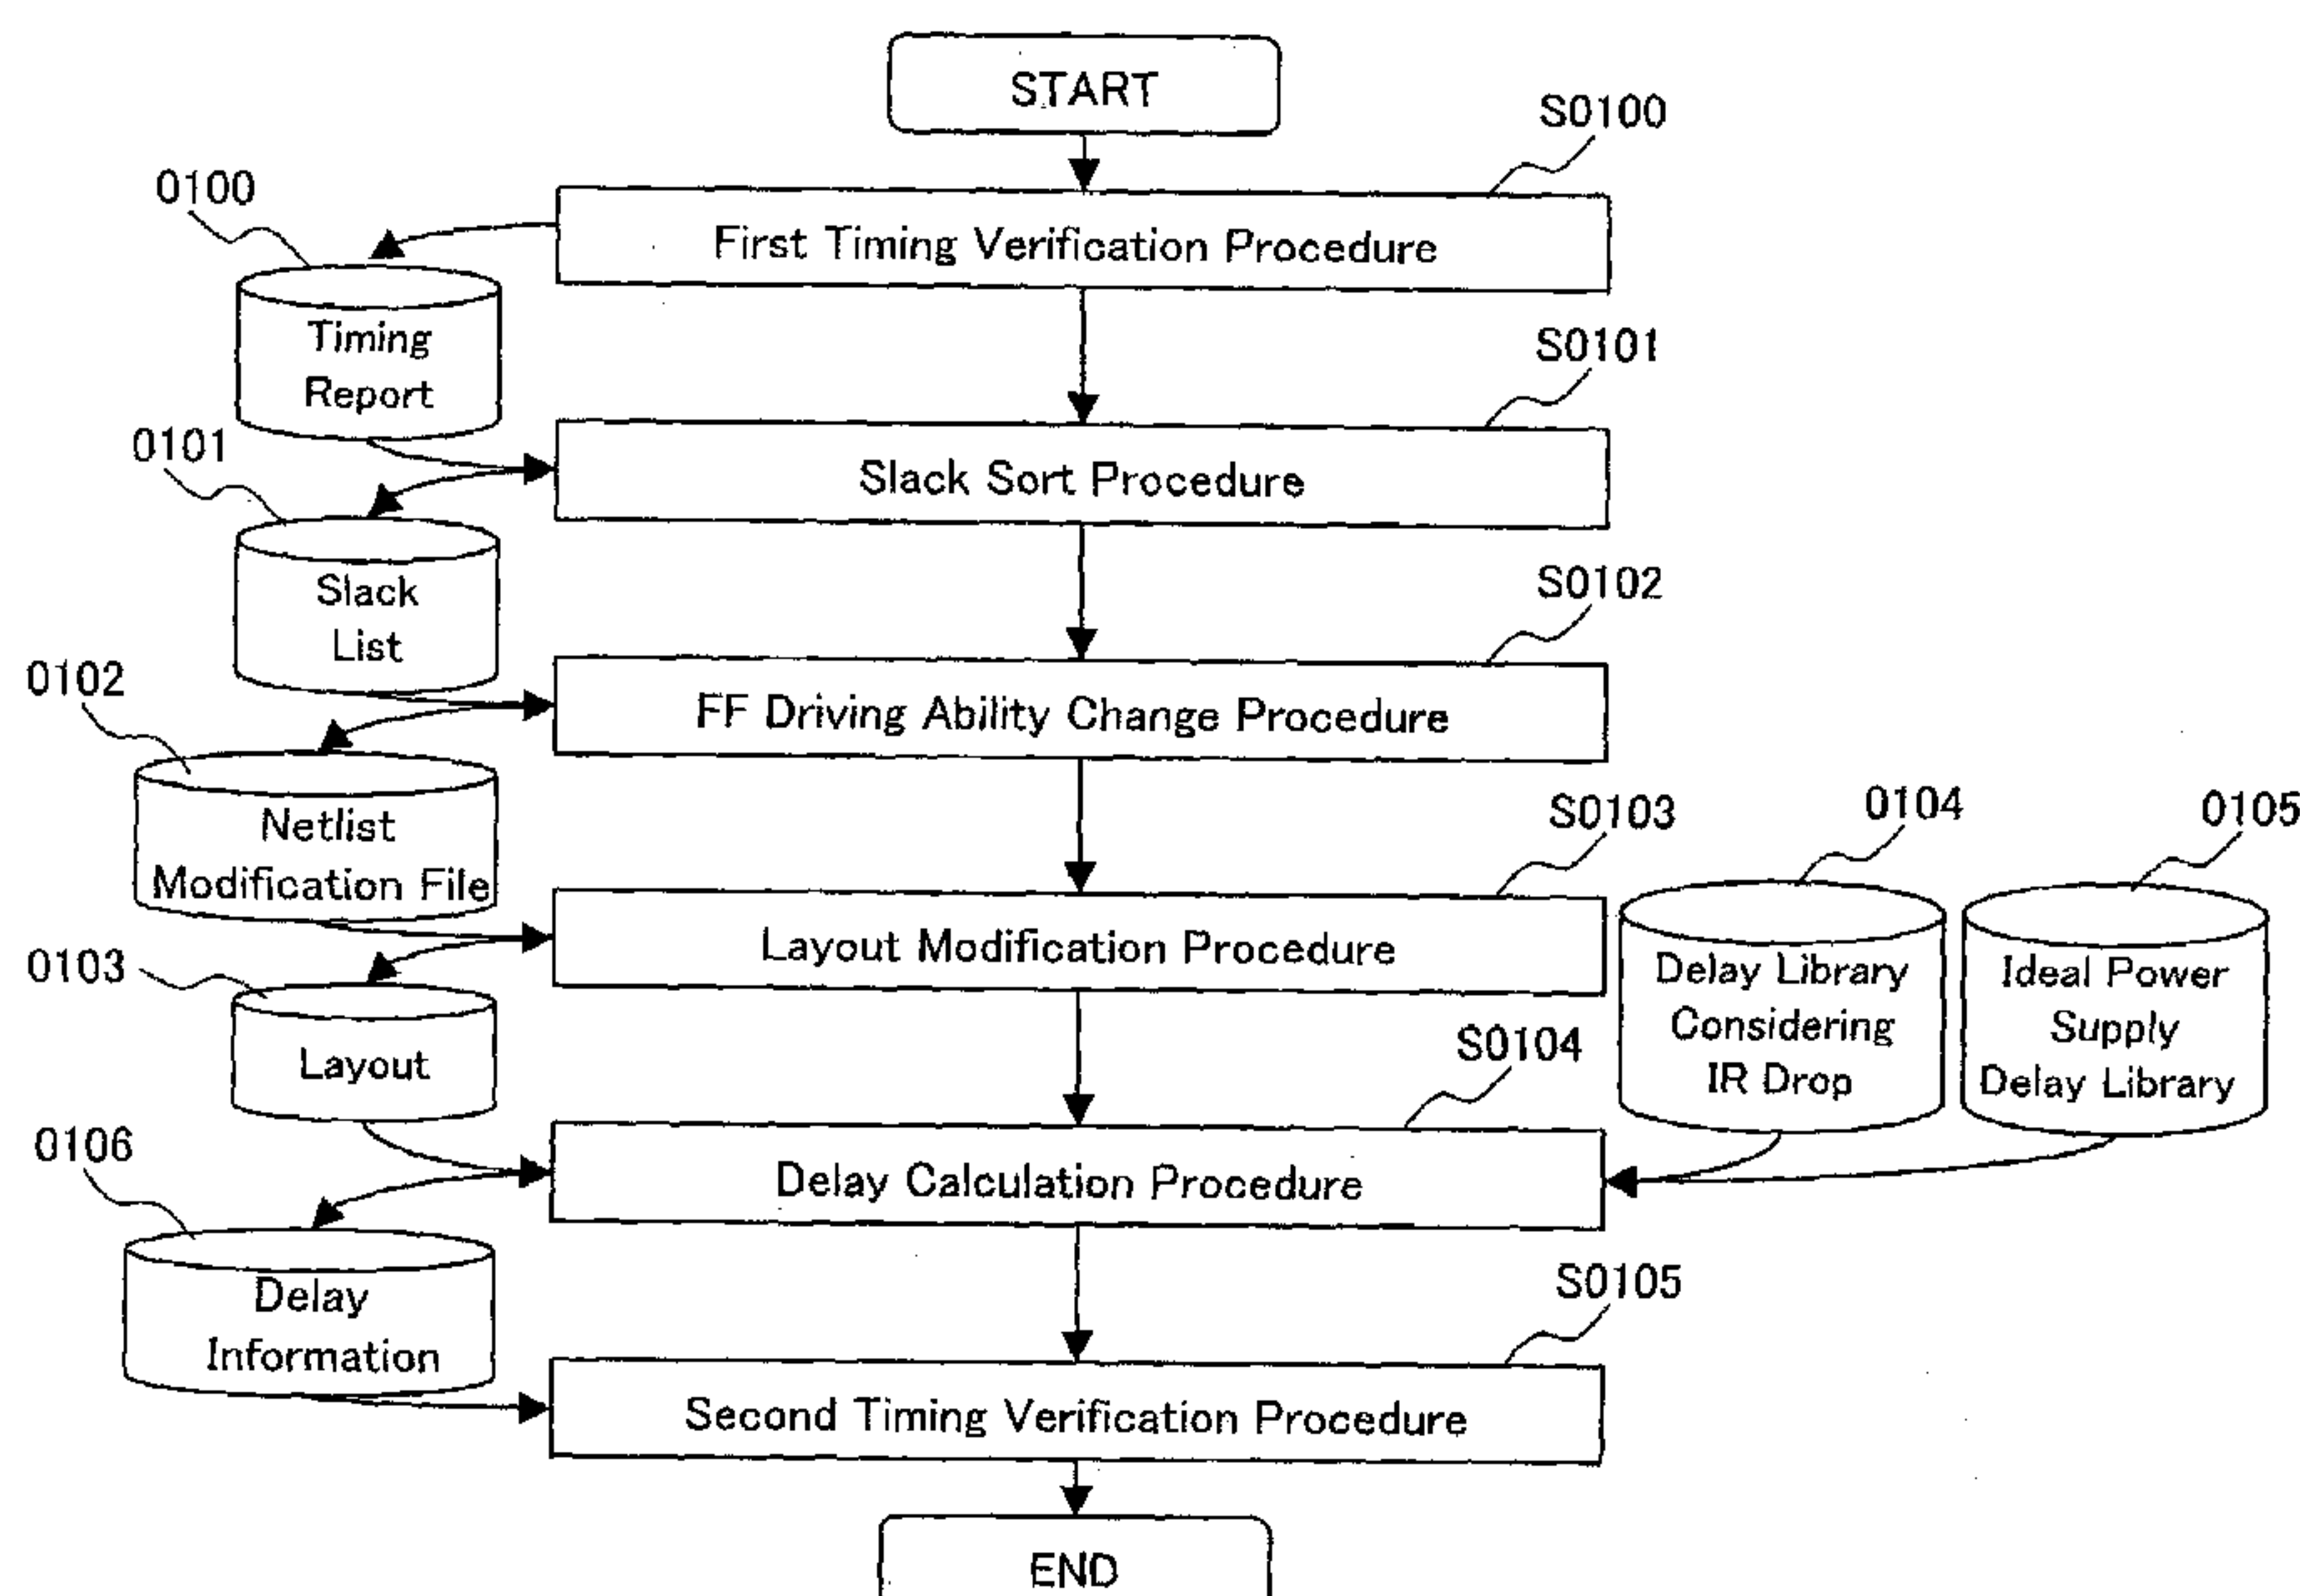 START
S0100
0100
First Timing Verification Procedure
Timing
Report
S0101
0101
Slack Sort Procedure
Slack
List
S0102
0102
FF Driving Ability Change Procedure
Netlist
Modification File
S0103
0104
0105
0103
Layout Modification Procedure
Delay Library
Considering
IR Drop
Ideal Power
Supply
Delay Library
Layout
S0104
0106
Delay Calculation Procedure
Delay
Information
S0105
Second Timing Verification Procedure
END